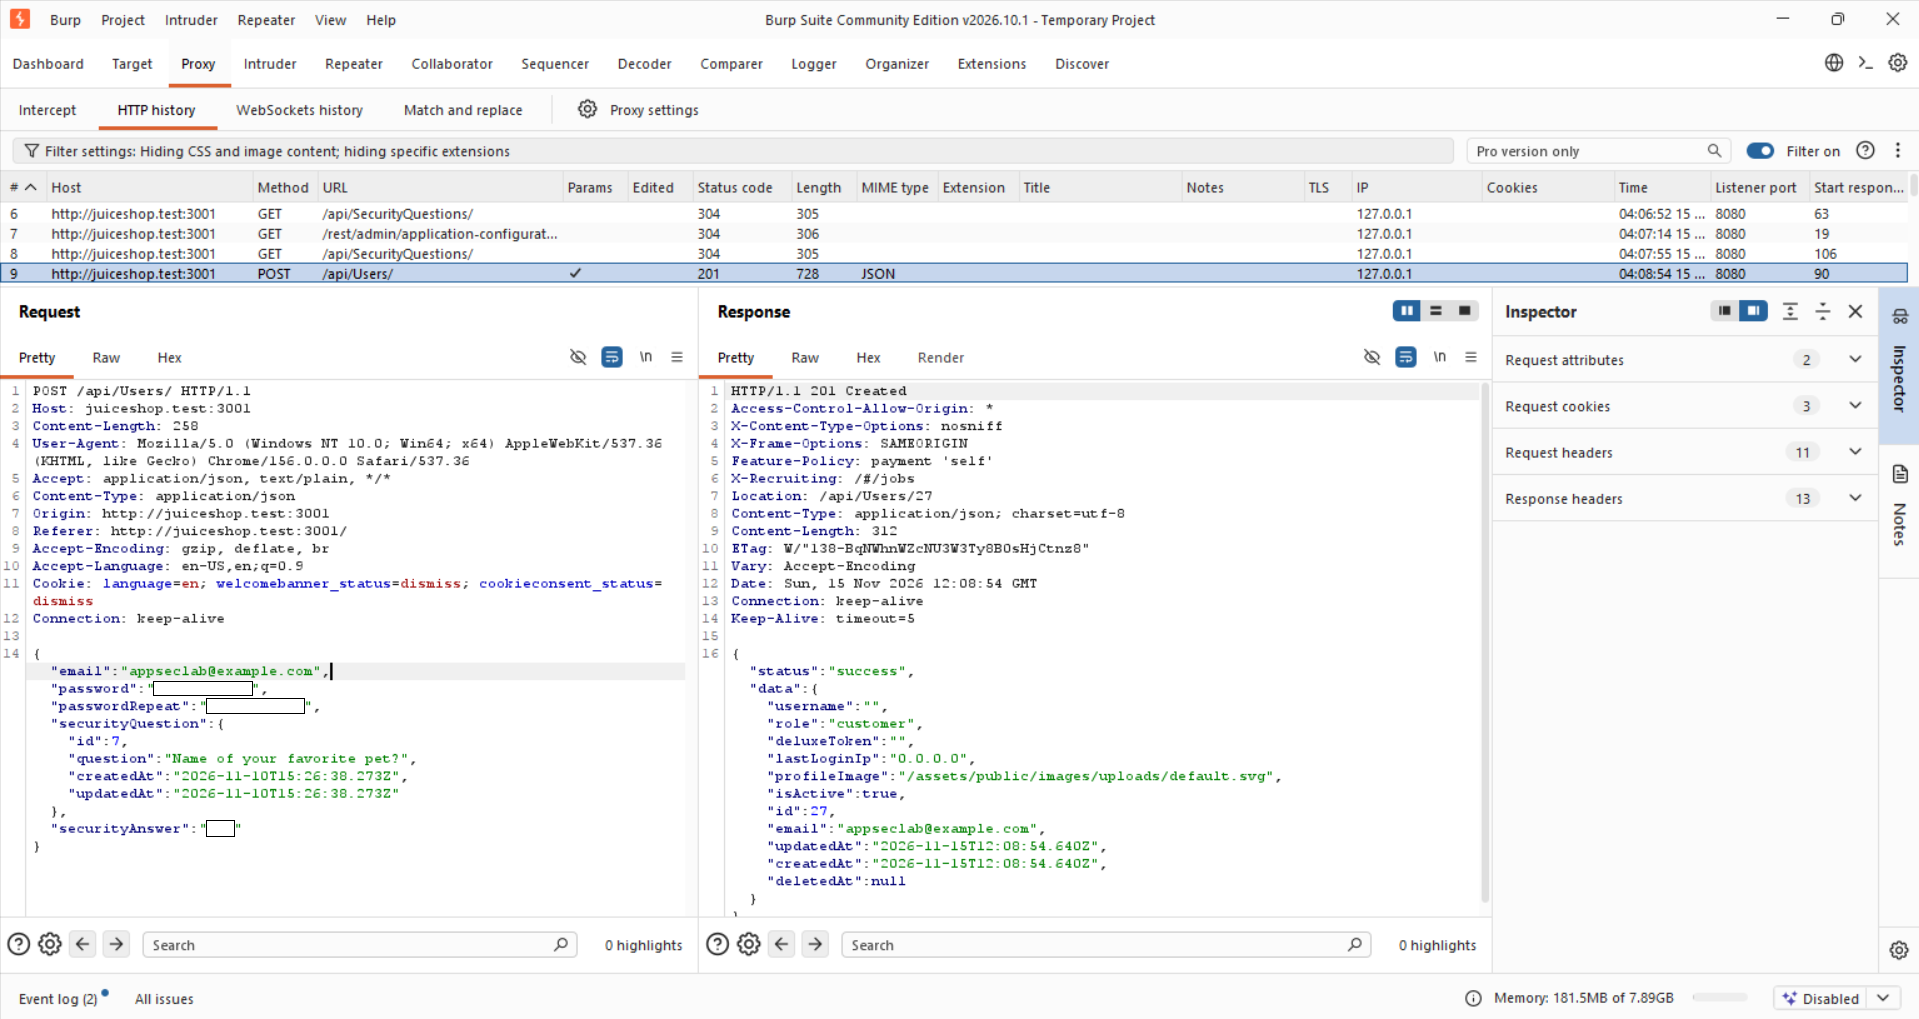 Burp Project Intruder Repeater View Help Burp Suite Community Edition v2026.10.1 - Temporary Project
Dashboard Target Proxy Intruder Repeater Collaborator Sequencer Decoder Comparer Logger Organizer Extensions Discover
Intercept HTTP history WebSockets history Match and replace Proxy settings
Filter settings: Hiding CSS and image content; hiding specific extensions Pro version only Filter on
# Host Method URL Params Edited Status code Length MIME type Extension Title Notes TLS IP Cookies Time Listener port Start respon...
6 http://juiceshop.test:3001 GET /api/SecurityQuestions/ 304 305 127.0.0.1 04:06:52 15 ... 8080 63
7 http://juiceshop.test:3001 GET /rest/admin/application-configurat... 304 306 127.0.0.1 04:07:14 15 ... 8080 19
8 http://juiceshop.test:3001 GET /api/SecurityQuestions/ 304 305 127.0.0.1 04:07:55 15 ... 8080 106
9 http://juiceshop.test:3001 POST /api/Users/ ✓ 201 728 JSON 127.0.0.1 04:08:54 15 ... 8080 90
Request
Pretty Raw Hex \n
1 POST /api/Users/ HTTP/1.1
2 Host: juiceshop.test:3001
3 Content-Length: 258
4 User-Agent: Mozilla/5.0 (Windows NT 10.0; Win64; x64) AppleWebKit/537.36
(KHTML, like Gecko) Chrome/156.0.0.0 Safari/537.36
5 Accept: application/json, text/plain, */*
6 Content-Type: application/json
7 Origin: http://juiceshop.test:3001
8 Referer: http://juiceshop.test:3001/
9 Accept-Encoding: gzip, deflate, br
10 Accept-Language: en-US,en;q=0.9
11 Cookie: language=en; welcomebanner_status=dismiss; cookieconsent_status=
dismiss
12 Connection: keep-alive
13
14 {
"email":"appseclab@example.com",
"password":"",
"passwordRepeat":"",
"securityQuestion":{
"id":7,
"question":"Name of your favorite pet?",
"createdAt":"2026-11-10T15:26:38.273Z",
"updatedAt":"2026-11-10T15:26:38.273Z"
},
"securityAnswer":""
}
Search 0 highlights
Response
Pretty Raw Hex Render \n
1 HTTP/1.1 201 Created
2 Access-Control-Allow-Origin: *
3 X-Content-Type-Options: nosniff
4 X-Frame-Options: SAMEORIGIN
5 Feature-Policy: payment 'self'
6 X-Recruiting: /#/jobs
7 Location: /api/Users/27
8 Content-Type: application/json; charset=utf-8
9 Content-Length: 312
10 ETag: W/"138-BqNWhnWZcNU3W3Ty8BOsHjCtnz8"
11 Vary: Accept-Encoding
12 Date: Sun, 15 Nov 2026 12:08:54 GMT
13 Connection: keep-alive
14 Keep-Alive: timeout=5
15
16 {
"status":"success",
"data":{
"username":"",
"role":"customer",
"deluxeToken":"",
"lastLoginIp":"0.0.0.0",
"profileImage":"/assets/public/images/uploads/default.svg",
"isActive":true,
"id":27,
"email":"appseclab@example.com",
"updatedAt":"2026-11-15T12:08:54.640Z",
"createdAt":"2026-11-15T12:08:54.640Z",
"deletedAt":null
}
}
Search 0 highlights
Inspector
Request attributes 2
Request cookies 3
Request headers 11
Response headers 13
Inspector
Notes
Event log (2) All issues Memory: 181.5MB of 7.89GB Disabled